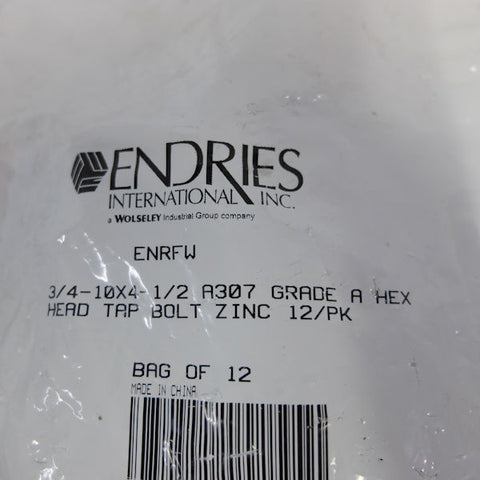 ENDRIES
INTERNATIONAL INC.
a WOLSELEY Industrial Group company
ENRFW
3/4-10X4-1/2 A307 GRADE A HEX
HEAD TAP BOLT ZINC 12/PK
BAG OF 12
MADE IN CHINA